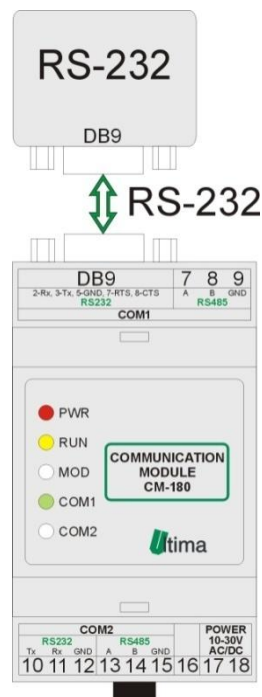 RS-232
DB9
RS-232
DB9 7 8 9
2-Rx, 3-Tx, 5-GND, 7-RTS, 8-CTS A B GND
RS232 RS485
COM1
PWR
RUN
MOD
COM1
COM2
COMMUNICATION
MODULE
CM-180
Ultima
COM2 POWER
RS232 RS485 10-30V
Tx Rx GND A B GND AC/DC
10 11 12 13 14 15 16 17 18